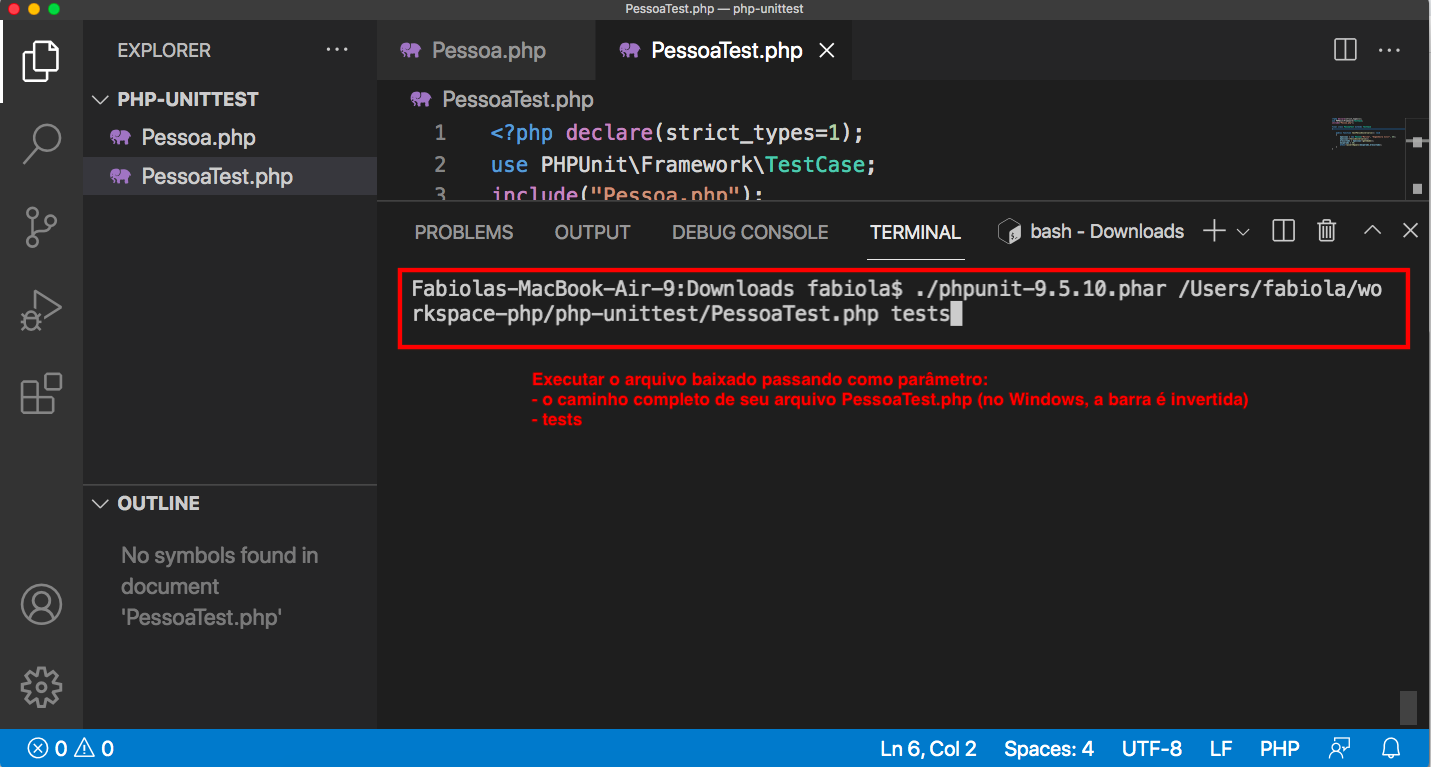 PessoaTest.php — php-unittest
EXPLORER
Pessoa.php
PessoaTest.php
PHP-UNITTEST
Pessoa.php
PessoaTest.php
PessoaTest.php
1 <?php declare(strict_types=1);
2 use PHPUnit\Framework\TestCase;
3 include("Pessoa.php");
PROBLEMS OUTPUT DEBUG CONSOLE TERMINAL bash - Downloads
Fabiolas-MacBook-Air-9:Downloads fabiola$ ./phpunit-9.5.10.phar /Users/fabiola/wo
rkspace-php/php-unittest/PessoaTest.php tests
Executar o arquivo baixado passando como parâmetro:
- o caminho completo de seu arquivo PessoaTest.php (no Windows, a barra é invertida)
- tests
OUTLINE
No symbols found in
document
'PessoaTest.php'
0 0 Ln 6, Col 2 Spaces: 4 UTF-8 LF PHP